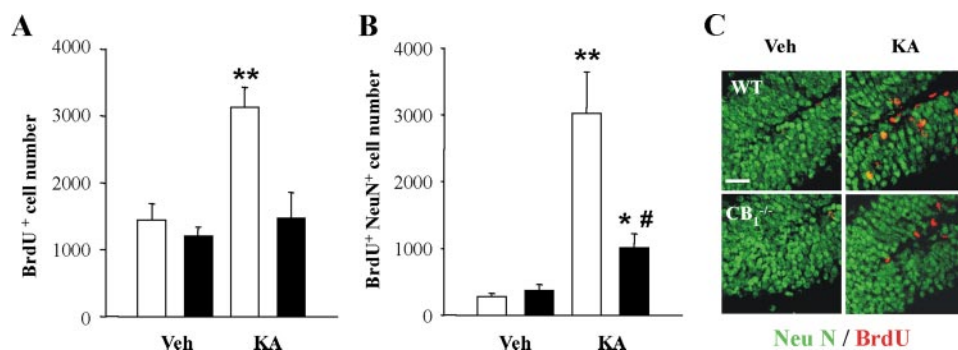 A
BrdU + cell number
4000
3000
2000
1000
0
**
Veh
KA
B
BrdU+ NeuN+ cell number
4000
3000
2000
1000
0
**
* #
Veh
KA
C
Veh
KA
WT
CB1-/-
Neu N / BrdU